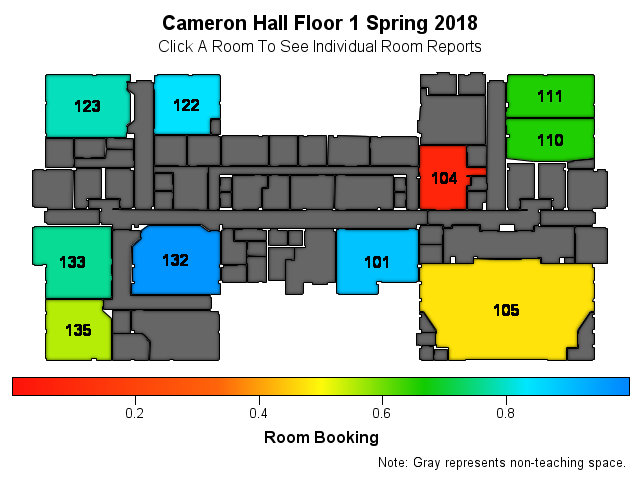 Cameron Hall Floor 1 Spring 2018
Click A Room To See Individual Room Reports
123
122
111
110
104
133
132
101
135
105
0.2 0.4 0.6 0.8
Room Booking
Note: Gray represents non-teaching space.